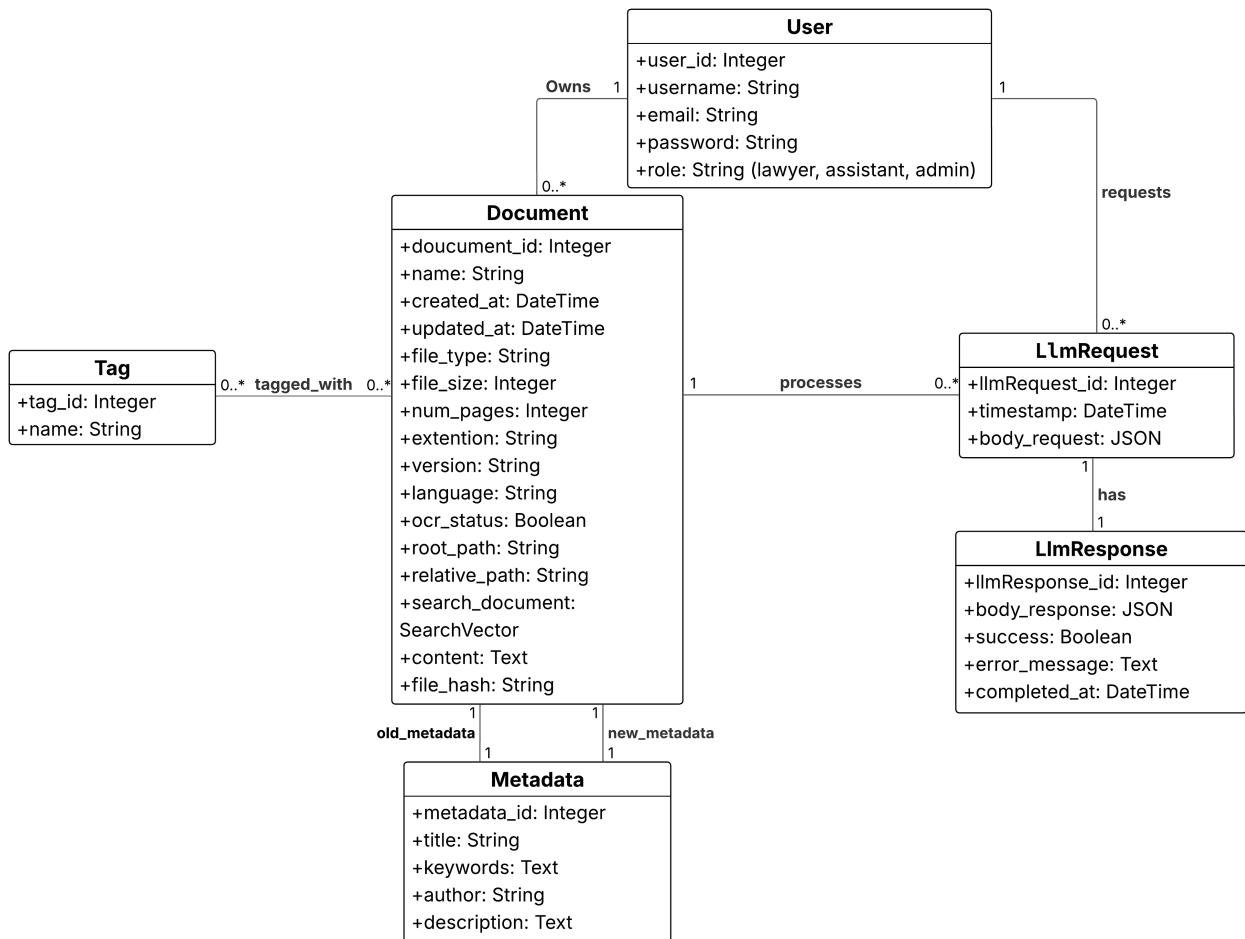 User
+user_id: Integer
+username: String
+email: String
+password: String
+role: String (lawyer, assistant, admin)
Owns
1
1
0..*
requests
0..*
Document
+doucument_id: Integer
+name: String
+created_at: DateTime
+updated_at: DateTime
+file_type: String
+file_size: Integer
+num_pages: Integer
+extention: String
+version: String
+language: String
+ocr_status: Boolean
+root_path: String
+relative_path: String
+search_document:
SearchVector
+content: Text
+file_hash: String
Tag
+tag_id: Integer
+name: String
0..*
tagged_with
0..*
1
processes
0..*
LlmRequest
+llmRequest_id: Integer
+timestamp: DateTime
+body_request: JSON
1
has
1
LlmResponse
+llmResponse_id: Integer
+body_response: JSON
+success: Boolean
+error_message: Text
+completed_at: DateTime
1
old_metadata
1
1
new_metadata
1
Metadata
+metadata_id: Integer
+title: String
+keywords: Text
+author: String
+description: Text